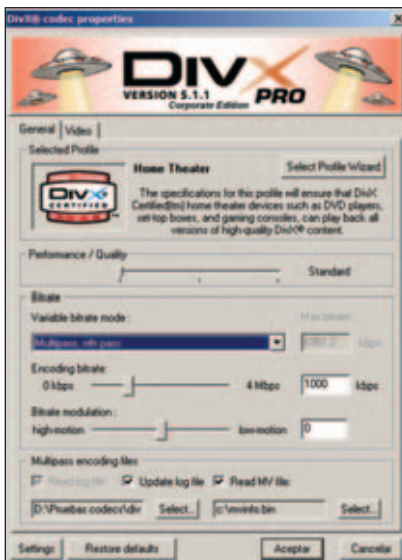 DivX® codec properties
DIVX PRO
VERSION 5.1.1
Corporate Edition
General Video
Selected Profile
Home Theater
Select Profile Wizard
The specifications for this profile will ensure that DivX
Certified(tm) home theater devices such as DVD players,
set-top boxes, and gaming consoles, can play back all
versions of high-quality DivX® content.
DIVX
CERTIFIED
Performance / Quality
Standard
Bitrate
Variable bitrate mode :
Max bitrate:
Multipass, nth pass
kbps
Encoding bitrate:
0 kbps 4 Mbps 1000 kbps
Bitrate modulation :
high-motion low-motion 0
Multipass encoding files
Read log file Update log file Read MV file:
D:\Pruebas codecs\div Select... c:\mvinfo.bin Select...
Settings Restore defaults Aceptar Cancelar